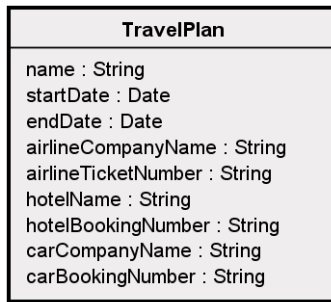 TravelPlan
name : String
startDate : Date
endDate : Date
airlineCompanyName : String
airlineTicketNumber : String
hotelName : String
hotelBookingNumber : String
carCompanyName : String
carBookingNumber : String